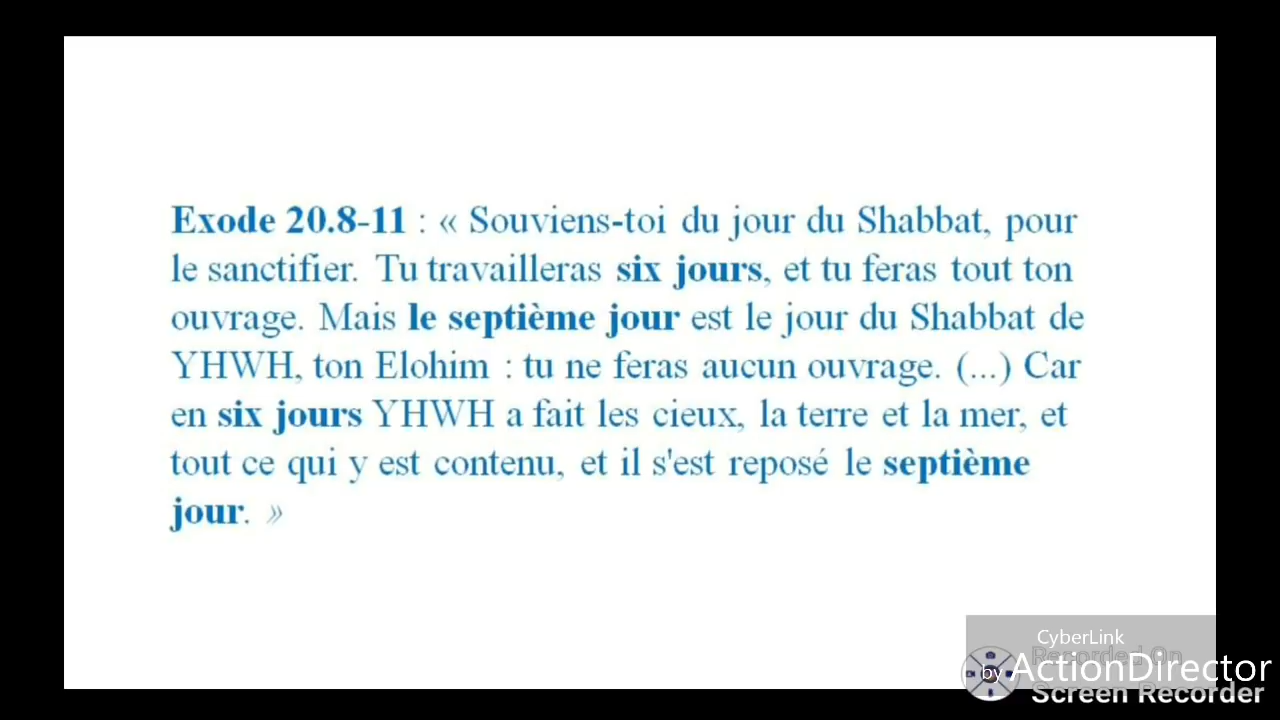 Exode 20.8-11 : « Souviens-toi du jour du Shabbat, pour
le sanctifier. Tu travailleras six jours, et tu feras tout ton
ouvrage. Mais le septième jour est le jour du Shabbat de
YHWH, ton Elohim : tu ne feras aucun ouvrage. (...) Car
en six jours YHWH a fait les cieux, la terre et la mer, et
tout ce qui y est contenu, et il s'est reposé le septième
jour. »
CyberLink
Recorded On
by ActionDirector
Screen Recorder